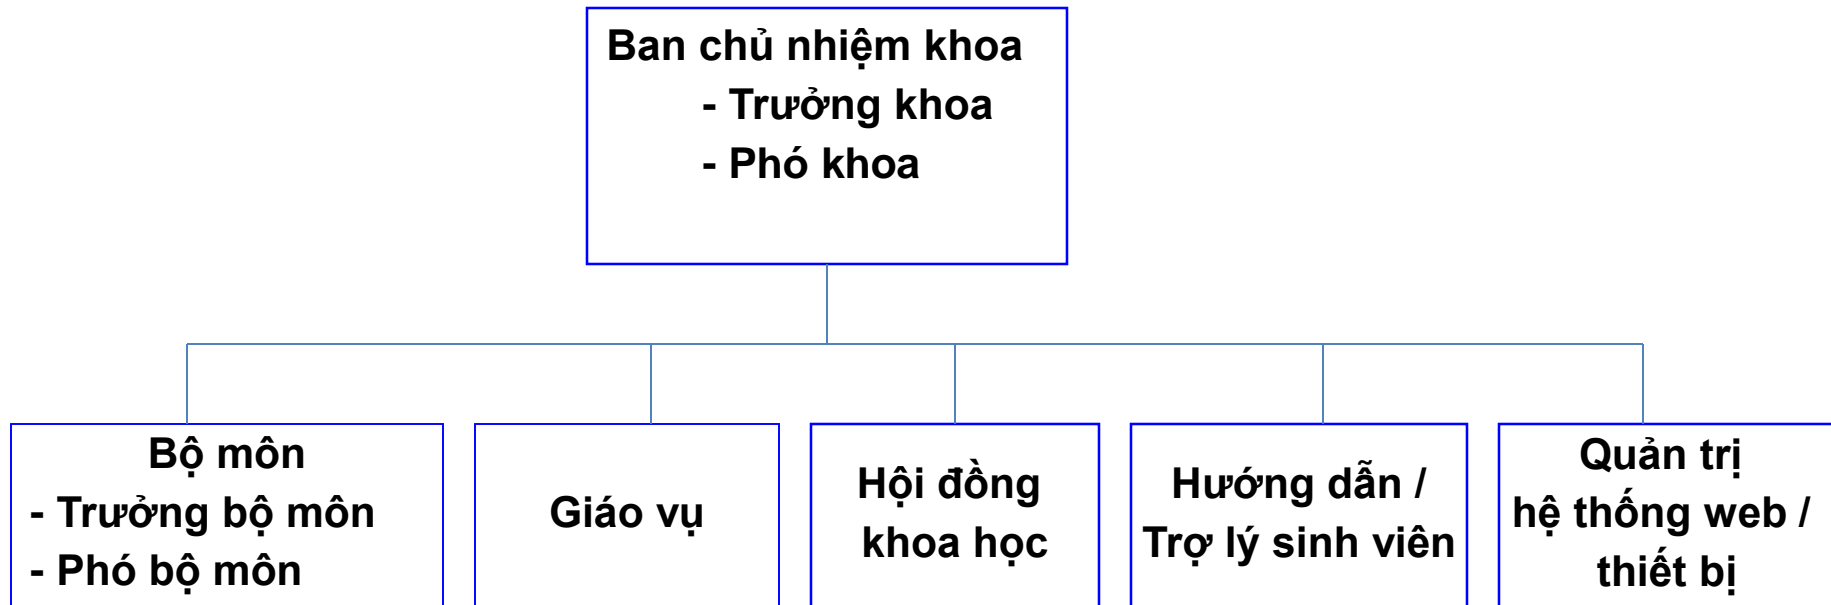 Ban chủ nhiệm khoa
- Trưởng khoa
- Phó khoa
Bộ môn
- Trưởng bộ môn
- Phó bộ môn
Giáo vụ
Hội đồng
khoa học
Hướng dẫn /
Trợ lý sinh viên
Quản trị
hệ thống web /
thiết bị